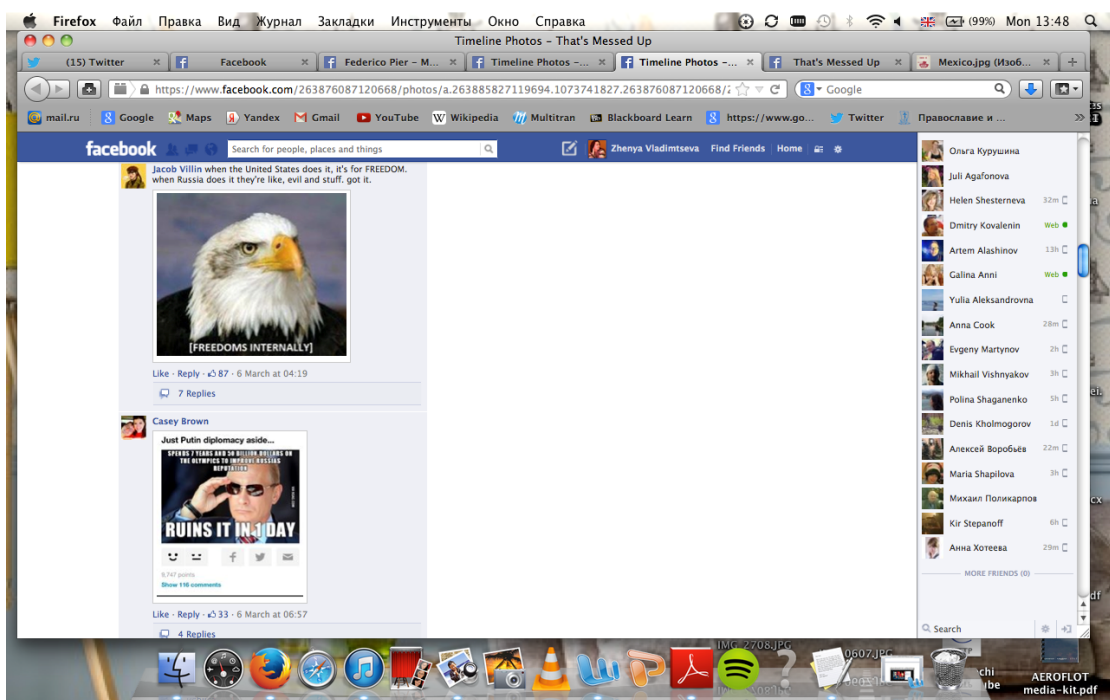 Firefox Файл Правка Вид Журнал Закладки Инструменты Окно Справка (99%) Mon 13:48
Timeline Photos – That's Messed Up
(15) Twitter Facebook Federico Pier – M... Timeline Photos –... Timeline Photos –... That's Messed Up Mexico.jpg (Изоб...
https://www.facebook.com/263876087120668/photos/a.263885827119694.1073741827.263876087120668/ Google
mail.ru Google Maps Yandex Gmail YouTube Wikipedia Multitran Blackboard Learn https://www.go... Twitter Православие и ...
facebook Search for people, places and things Zhenya Vladimtseva Find Friends Home
Jacob Villin when the United States does it, it's for FREEDOM.
when Russia does it they're like, evil and stuff. got it.
[FREEDOMS INTERNALLY]
Like · Reply · 87 · 6 March at 04:19
7 Replies
Casey Brown
Just Putin diplomacy aside...
SPENDS 7 YEARS AND 50 BILLION DOLLARS ON
THE OLYMPICS TO IMPROVE RUSSIAS
REPUTATION
RUINS IT IN 1 DAY
9,747 points
Show 116 comments
Like · Reply · 33 · 6 March at 06:57
4 Replies
Ольга Курушина
Juli Agafonova
Helen Shesterneva 32m
Dmitry Kovalenin Web
Artem Alashinov 13h
Galina Anni Web
Yulia Aleksandrovna
Anna Cook 28m
Evgeny Martynov 2h
Mikhail Vishnyakov 3h
Polina Shaganenko 5h
Denis Kholmogorov 1d
Алексей Воробьёв 22m
Maria Shapilova 3h
Михаил Поликарпов
Kir Stepanoff 6h
Анна Хотеева 29m
MORE FRIENDS (0)
Search
IMG_2708.JPG
0607.JPG
AEROFLOT
media-kit.pdf